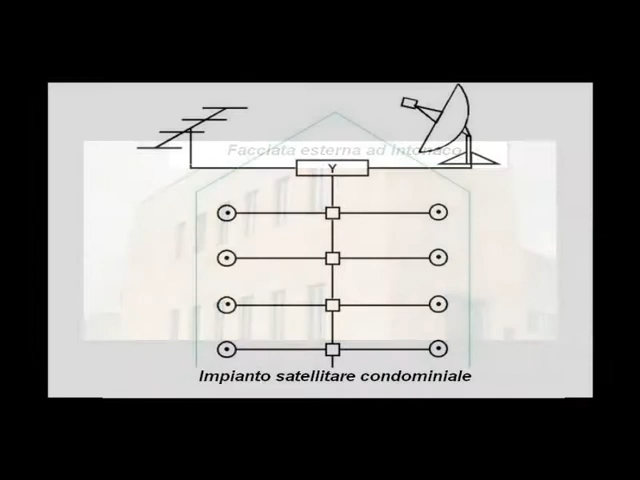 Facciata esterna ad Intonaco
Y
Impianto satellitare condominiale